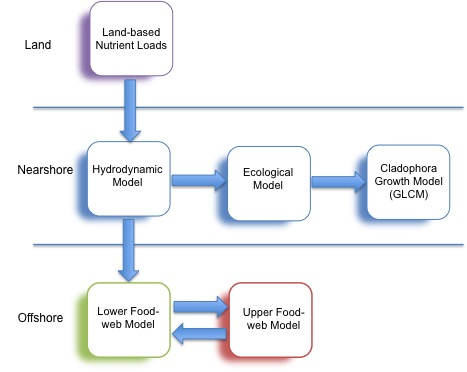 Land
Land-based
Nutrient Loads
Nearshore
Hydrodynamic
Model
Ecological
Model
Cladophora
Growth Model
(GLCM)
Offshore
Lower Food-
web Model
Upper Food-
web Model